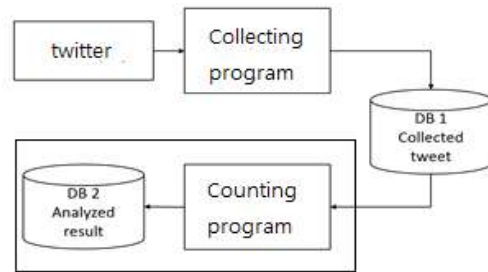 twitter
Collecting
program
DB 1
Collected
tweet
DB 2
Analyzed
result
Counting
program